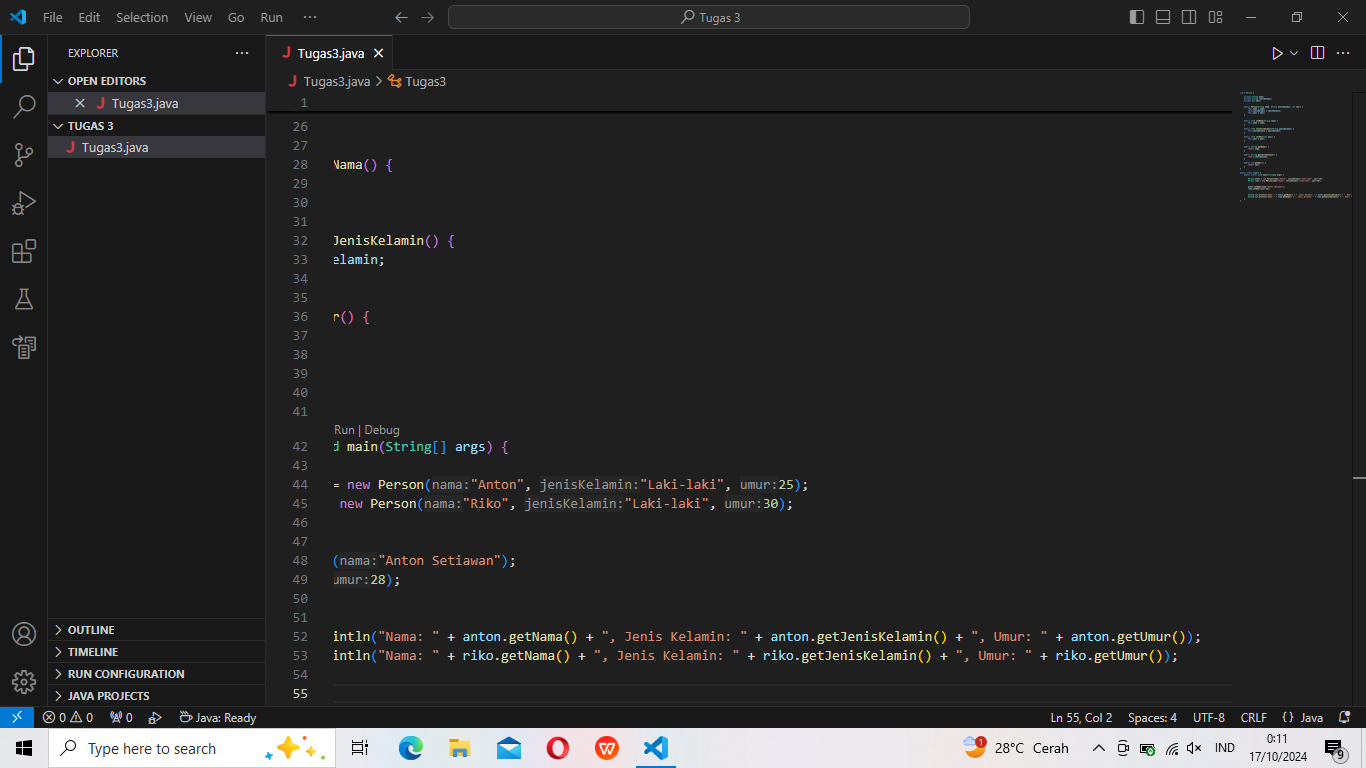 File Edit Selection View Go Run ··· Tugas 3
EXPLORER ···
OPEN EDITORS
Tugas3.java
TUGAS 3
Tugas3.java
OUTLINE
TIMELINE
RUN CONFIGURATION
JAVA PROJECTS
Tugas3.java
Tugas3.java > Tugas3
1
26
27
28 Nama() {
29
30
31
32 JenisKelamin() {
33 elamin;
34
35
36 r() {
37
38
39
40
41
Run | Debug
42 d main(String[] args) {
43
44 = new Person(nama:"Anton", jenisKelamin:"Laki-laki", umur:25);
45 new Person(nama:"Riko", jenisKelamin:"Laki-laki", umur:30);
46
47
48 (nama:"Anton Setiawan");
49 umur:28);
50
51
52 intln("Nama: " + anton.getNama() + ", Jenis Kelamin: " + anton.getJenisKelamin() + ", Umur: " + anton.getUmur());
53 intln("Nama: " + riko.getNama() + ", Jenis Kelamin: " + riko.getJenisKelamin() + ", Umur: " + riko.getUmur());
54
55
0 0 0 Java: Ready Ln 55, Col 2 Spaces: 4 UTF-8 CRLF {} Java
Type here to search 1 28°C Cerah IND 0:11
17/10/2024 9